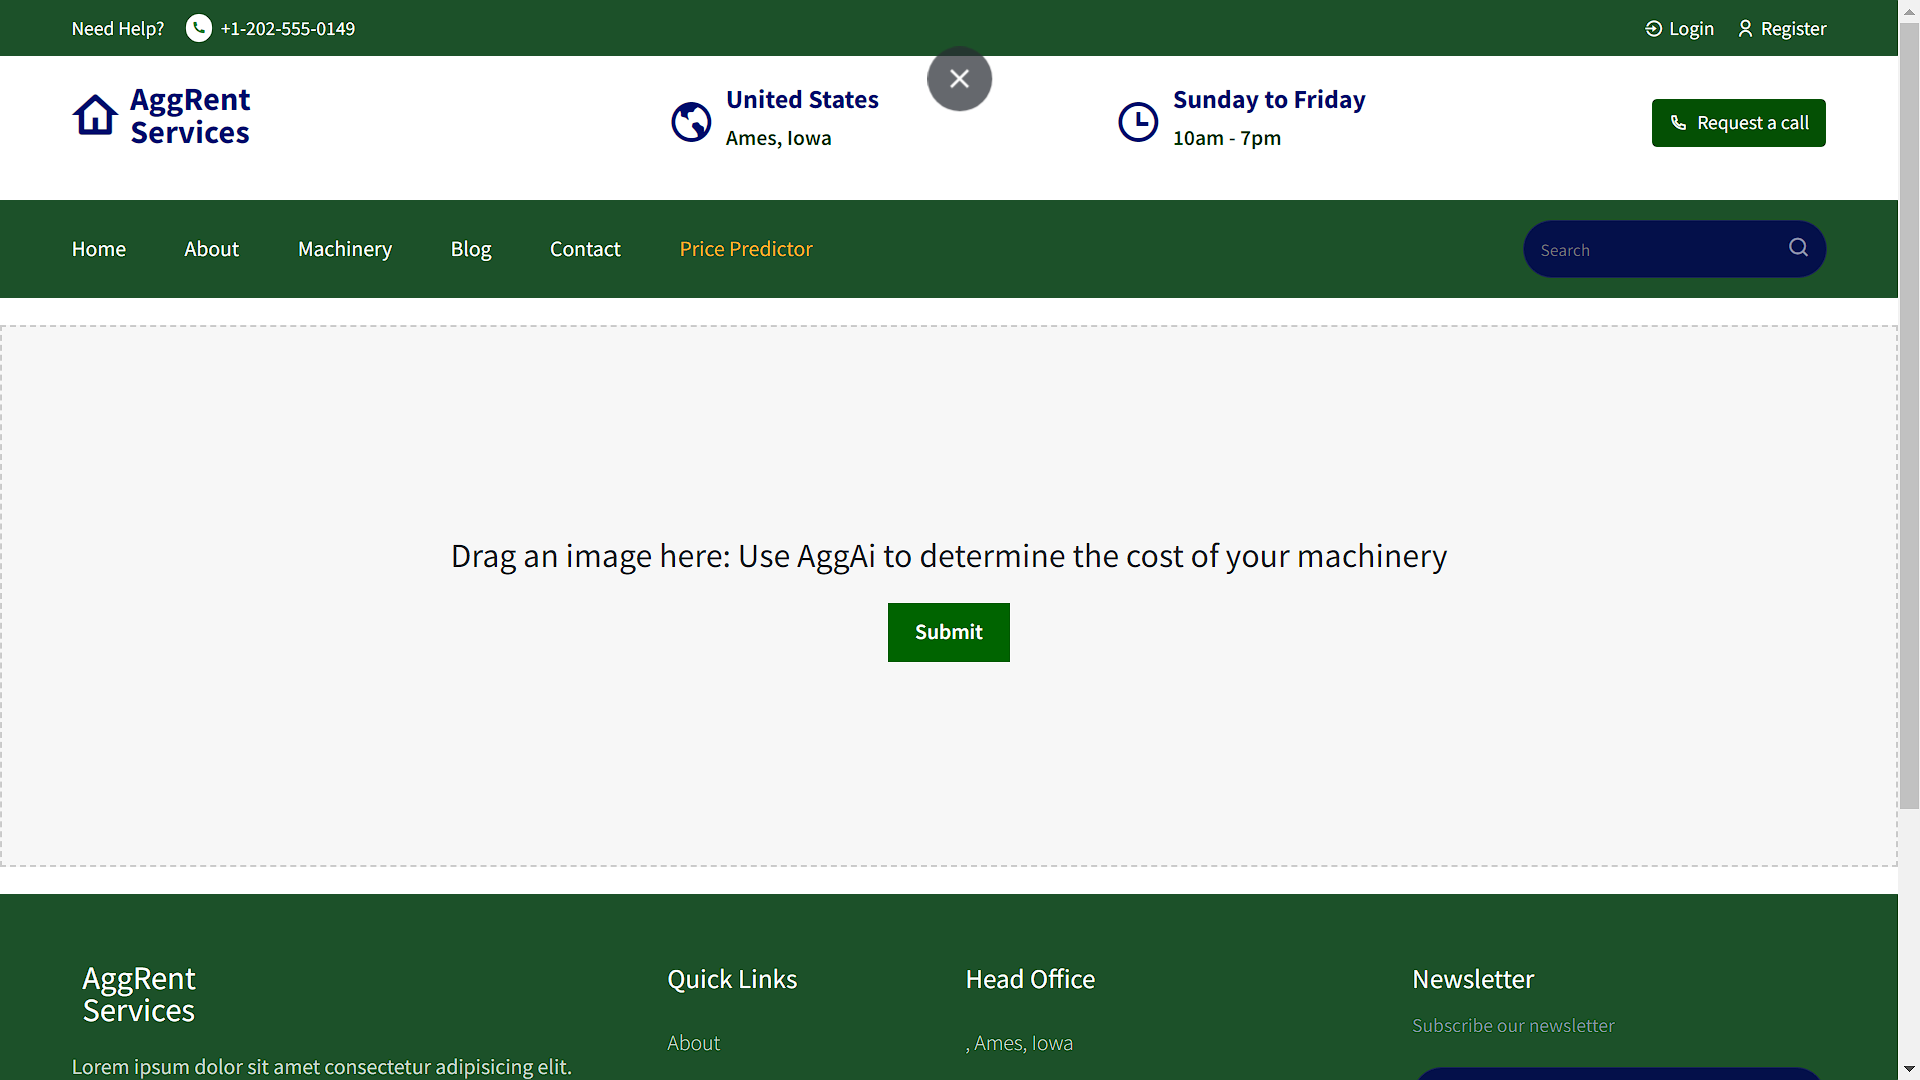 Need Help?
+1-202-555-0149
Login
Register
AggRent
Services
United States
Ames, Iowa
Sunday to Friday
10am - 7pm
Request a call
Home
About
Machinery
Blog
Contact
Price Predictor
Search
Drag an image here: Use AggAi to determine the cost of your machinery
Submit
AggRent
Services
Lorem ipsum dolor sit amet consectetur adipisicing elit.
Quick Links
About
Head Office
, Ames, Iowa
Newsletter
Subscribe our newsletter